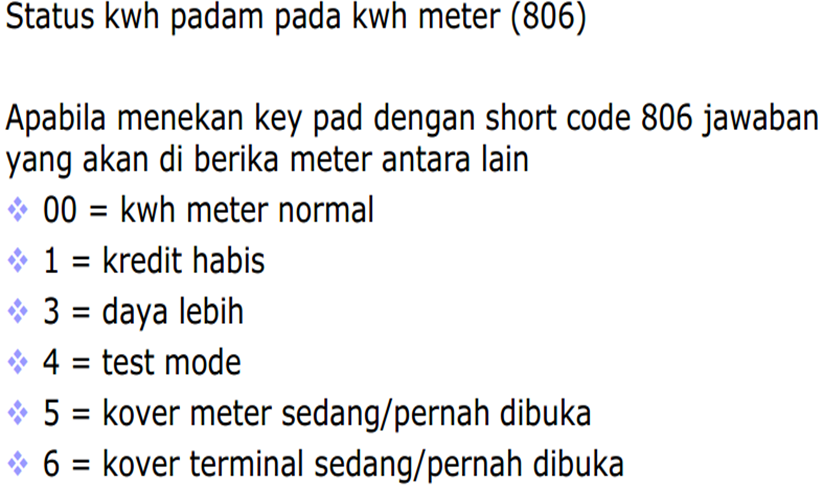 Status kwh padam pada kwh meter (806)
Apabila menekan key pad dengan short code 806 jawaban
yang akan di berika meter antara lain
❖ 00 = kwh meter normal
❖ 1 = kredit habis
❖ 3 = daya lebih
❖ 4 = test mode
❖ 5 = kover meter sedang/pernah dibuka
❖ 6 = kover terminal sedang/pernah dibuka